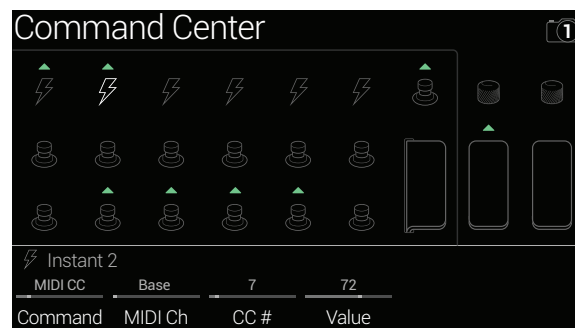 Command Center
1
Instant 2
MIDI CC Base 7 72
Command MIDI Ch CC # Value